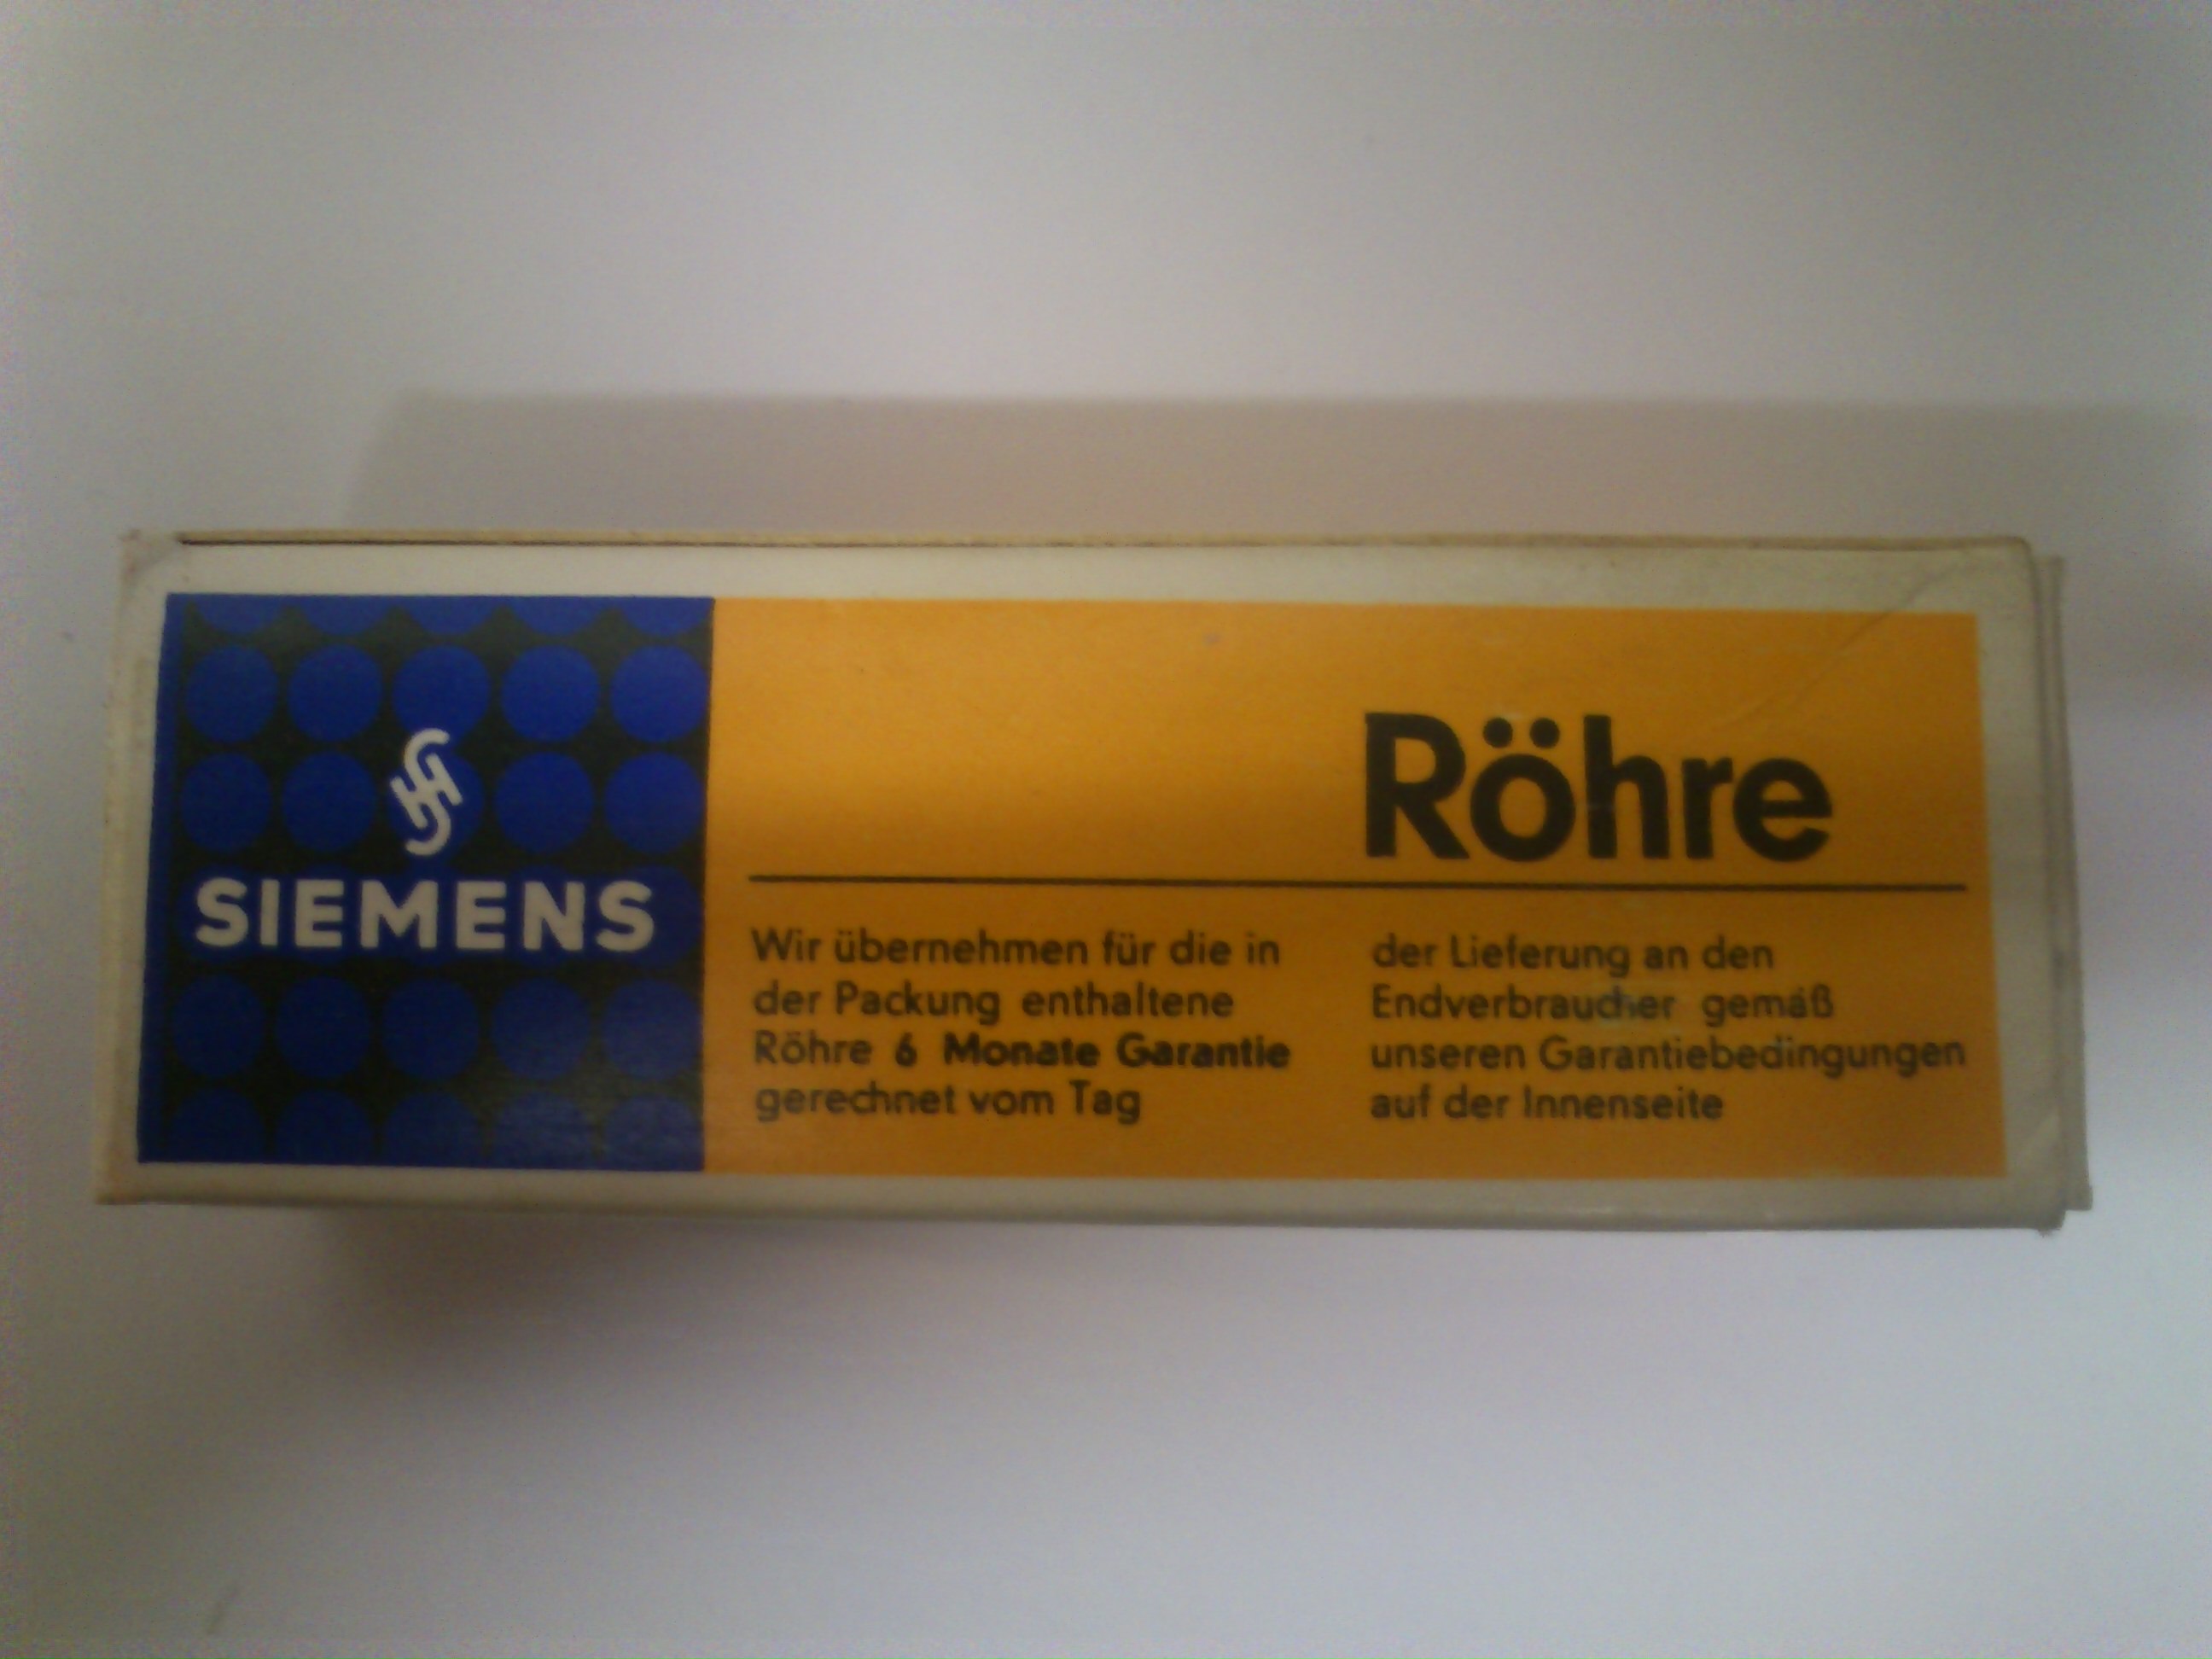 SIEMENS
Röhre
Wir übernehmen für die in
der Packung enthaltene
Röhre 6 Monate Garantie
gerechnet vom Tag
der Lieferung an den
Endverbraucher gemäß
unseren Garantiebedingungen
auf der Innenseite